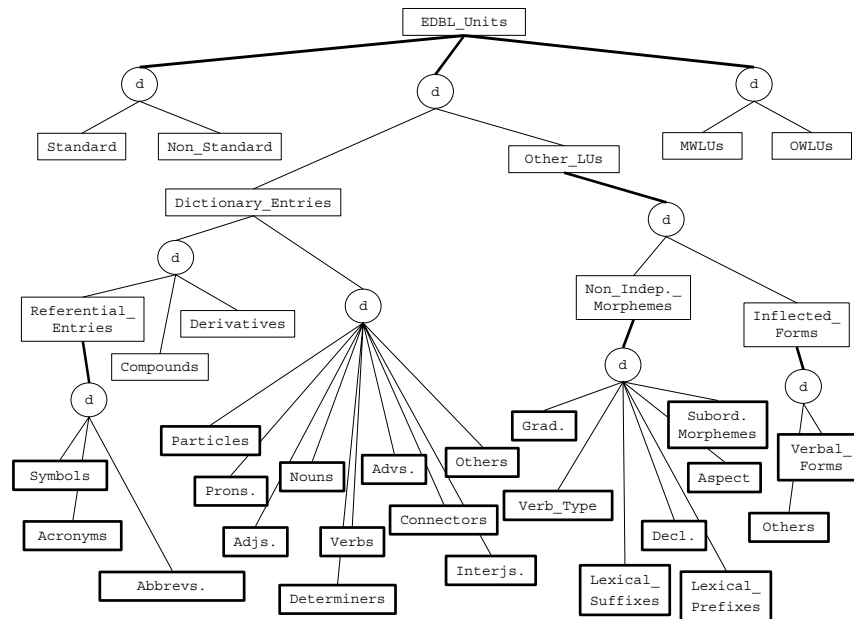 EDBL_Units
d
d
d
Standard
Non_Standard
MWLUs
OWLUs
Other_LUs
Dictionary_Entries
d
d
Referential_
Entries
Derivatives
Compounds
d
Non_Indep._
Morphemes
Inflected_
Forms
d
d
d
Particles
Prons.
Nouns
Advs.
Others
Symbols
Acronyms
Abbrevs.
Adjs.
Verbs
Connectors
Determiners
Interjs.
Grad.
Subord.
Morphemes
Verbal_
Forms
Verb_Type
Aspect
Others
Decl.
Lexical_
Suffixes
Lexical_
Prefixes